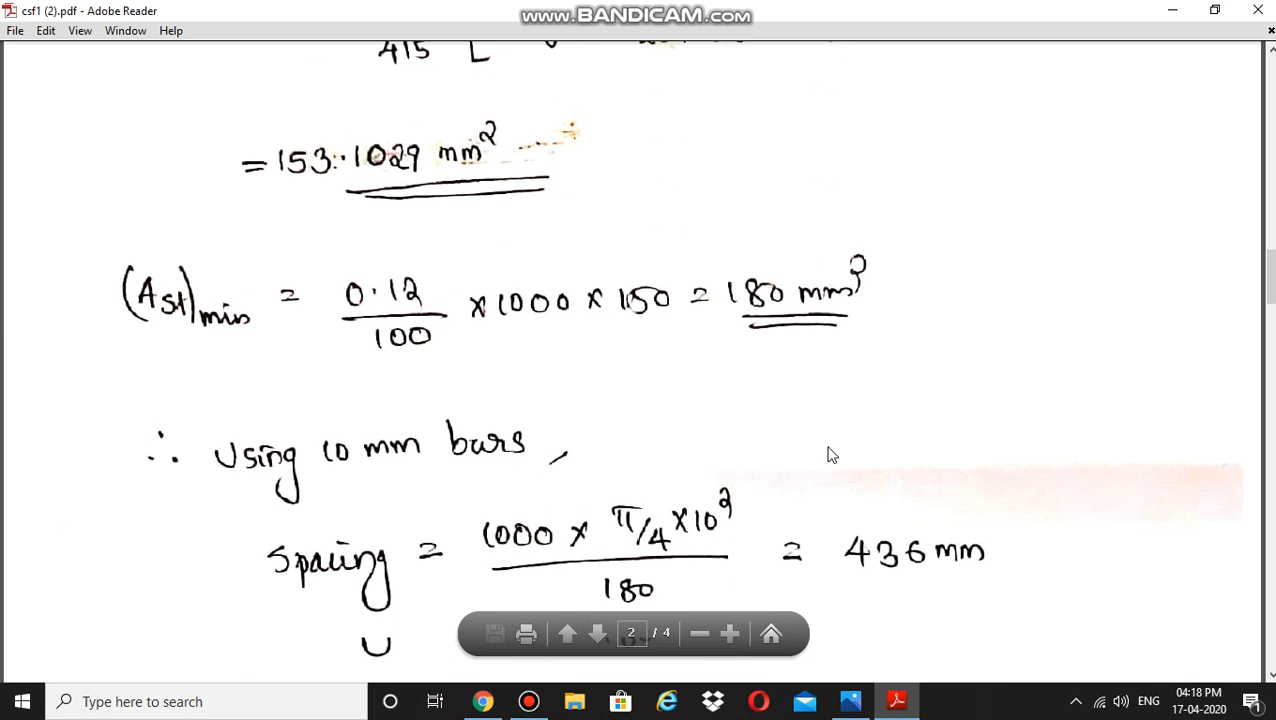 csf1 (2).pdf - Adobe Reader
www.BANDICAM.com
File Edit View Window Help
415 [
= 153.1029 mm²
(Ast)min = 0.12 / 100 × 1000 × 150 = 180 mm²
∴ Using 10 mm bars,
Spacing = 1000 × π/4 × 10² / 180 = 436 mm
2 / 4
Type here to search
04:18 PM
17-04-2020
1